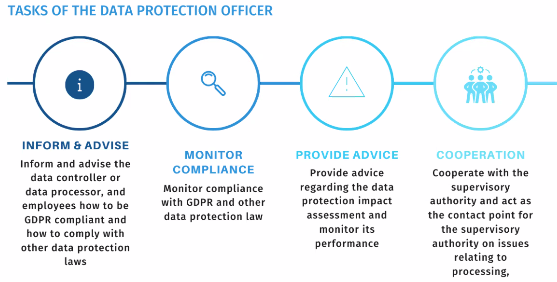 TASKS OF THE DATA PROTECTION OFFICER
i
INFORM & ADVISE
Inform and advise the
data controller or
data processor, and
employees how to be
GDPR compliant and
how to comply with
other data protection
laws
MONITOR
COMPLIANCE
Monitor compliance
with GDPR and other
data protection law
!
PROVIDE ADVICE
Provide advice
regarding the data
protection impact
assessment and
monitor its
performance
COOPERATION
Cooperate with the
supervisory
authority and act as
the contact point for
the supervisory
authority on issues
relating to
processing,